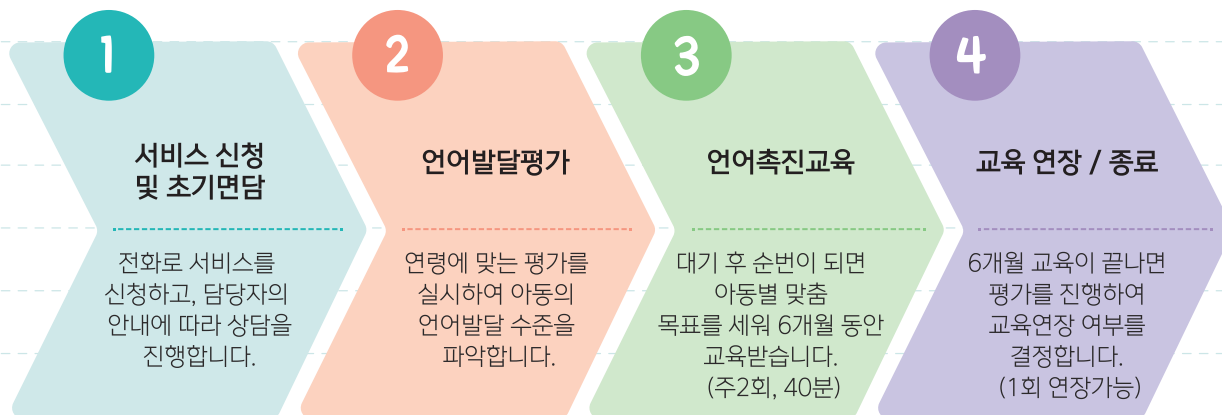 1
서비스 신청
및 초기면담
전화로 서비스를
신청하고, 담당자의
안내에 따라 상담을
진행합니다.
2
언어발달평가
연령에 맞는 평가를
실시하여 아동의
언어발달 수준을
파악합니다.
3
언어촉진교육
대기 후 순번이 되면
아동별 맞춤
목표를 세워 6개월 동안
교육받습니다.
(주2회, 40분)
4
교육 연장 / 종료
6개월 교육이 끝나면
평가를 진행하여
교육연장 여부를
결정합니다.
(1회 연장가능)